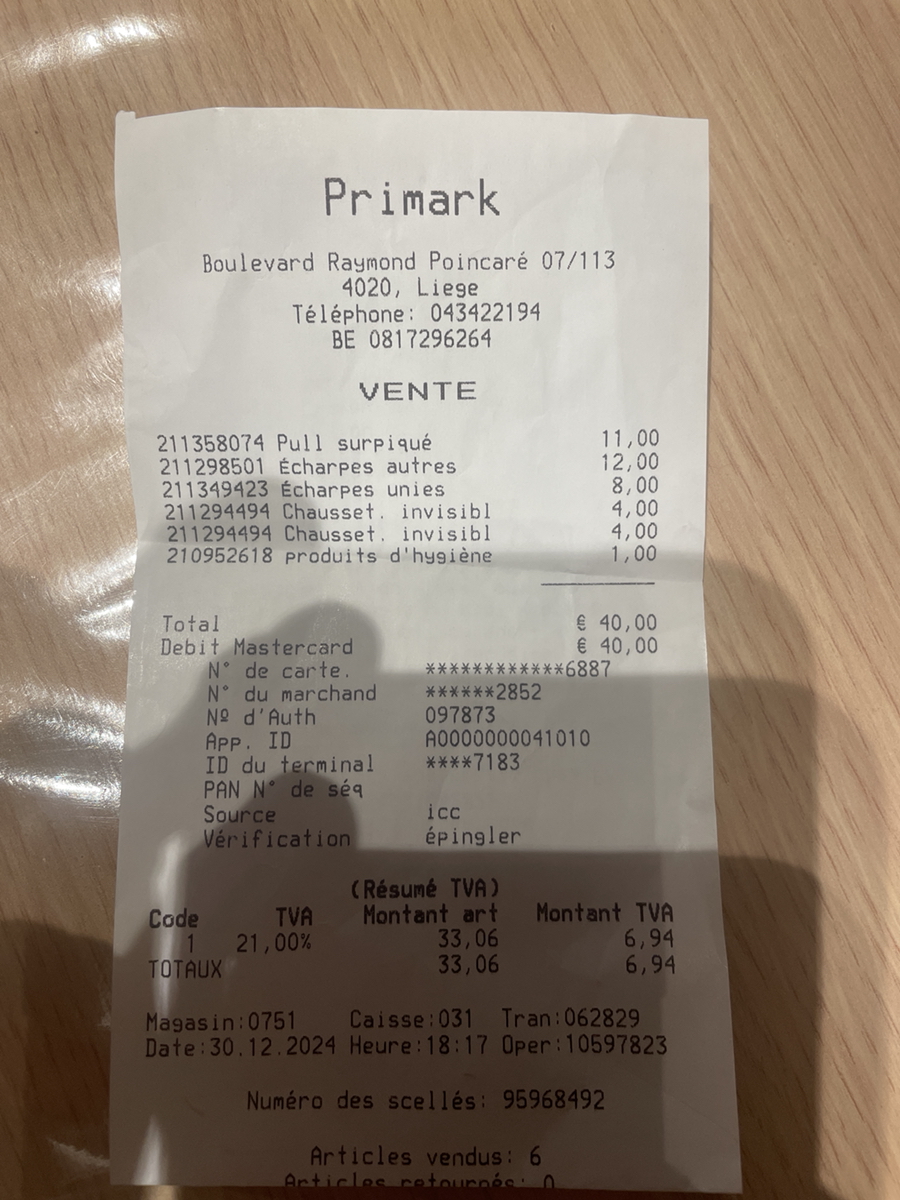 Primark
Boulevard Raymond Poincaré 07/113
4020, Liege
Téléphone: 043422194
BE 0817296264
VENTE
211358074 Pull surpiqué 11,00
211298501 Écharpes autres 12,00
211349423 Écharpes unies 8,00
211294494 Chausset. invisibl 4,00
211294494 Chausset. invisibl 4,00
210952618 produits d'hygiène 1,00
Total € 40,00
Debit Mastercard € 40,00
N° de carte. ************6887
N° du marchand ******2852
Nº d'Auth 097873
App. ID A0000000041010
ID du terminal ****7183
PAN N° de séq
Source icc
Vérification épingler
(Résumé TVA)
Code TVA Montant art Montant TVA
1 21,00% 33,06 6,94
TOTAUX 33,06 6,94
Magasin:0751 Caisse:031 Tran:062829
Date:30.12.2024 Heure:18:17 Oper:10597823
Numéro des scellés: 95968492
Articles vendus: 6
Articles retournés: 0